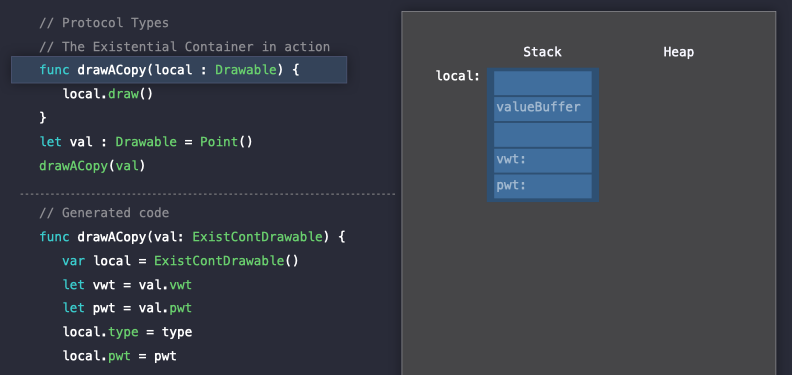 // Protocol Types
// The Existential Container in action
func drawACopy(local : Drawable) {
local.draw()
}
let val : Drawable = Point()
drawACopy(val)
// Generated code
func drawACopy(val: ExistContDrawable) {
var local = ExistContDrawable()
let vwt = val.vwt
let pwt = val.pwt
local.type = type
local.pwt = pwt
Stack Heap
local:
valueBuffer
vwt:
pwt: